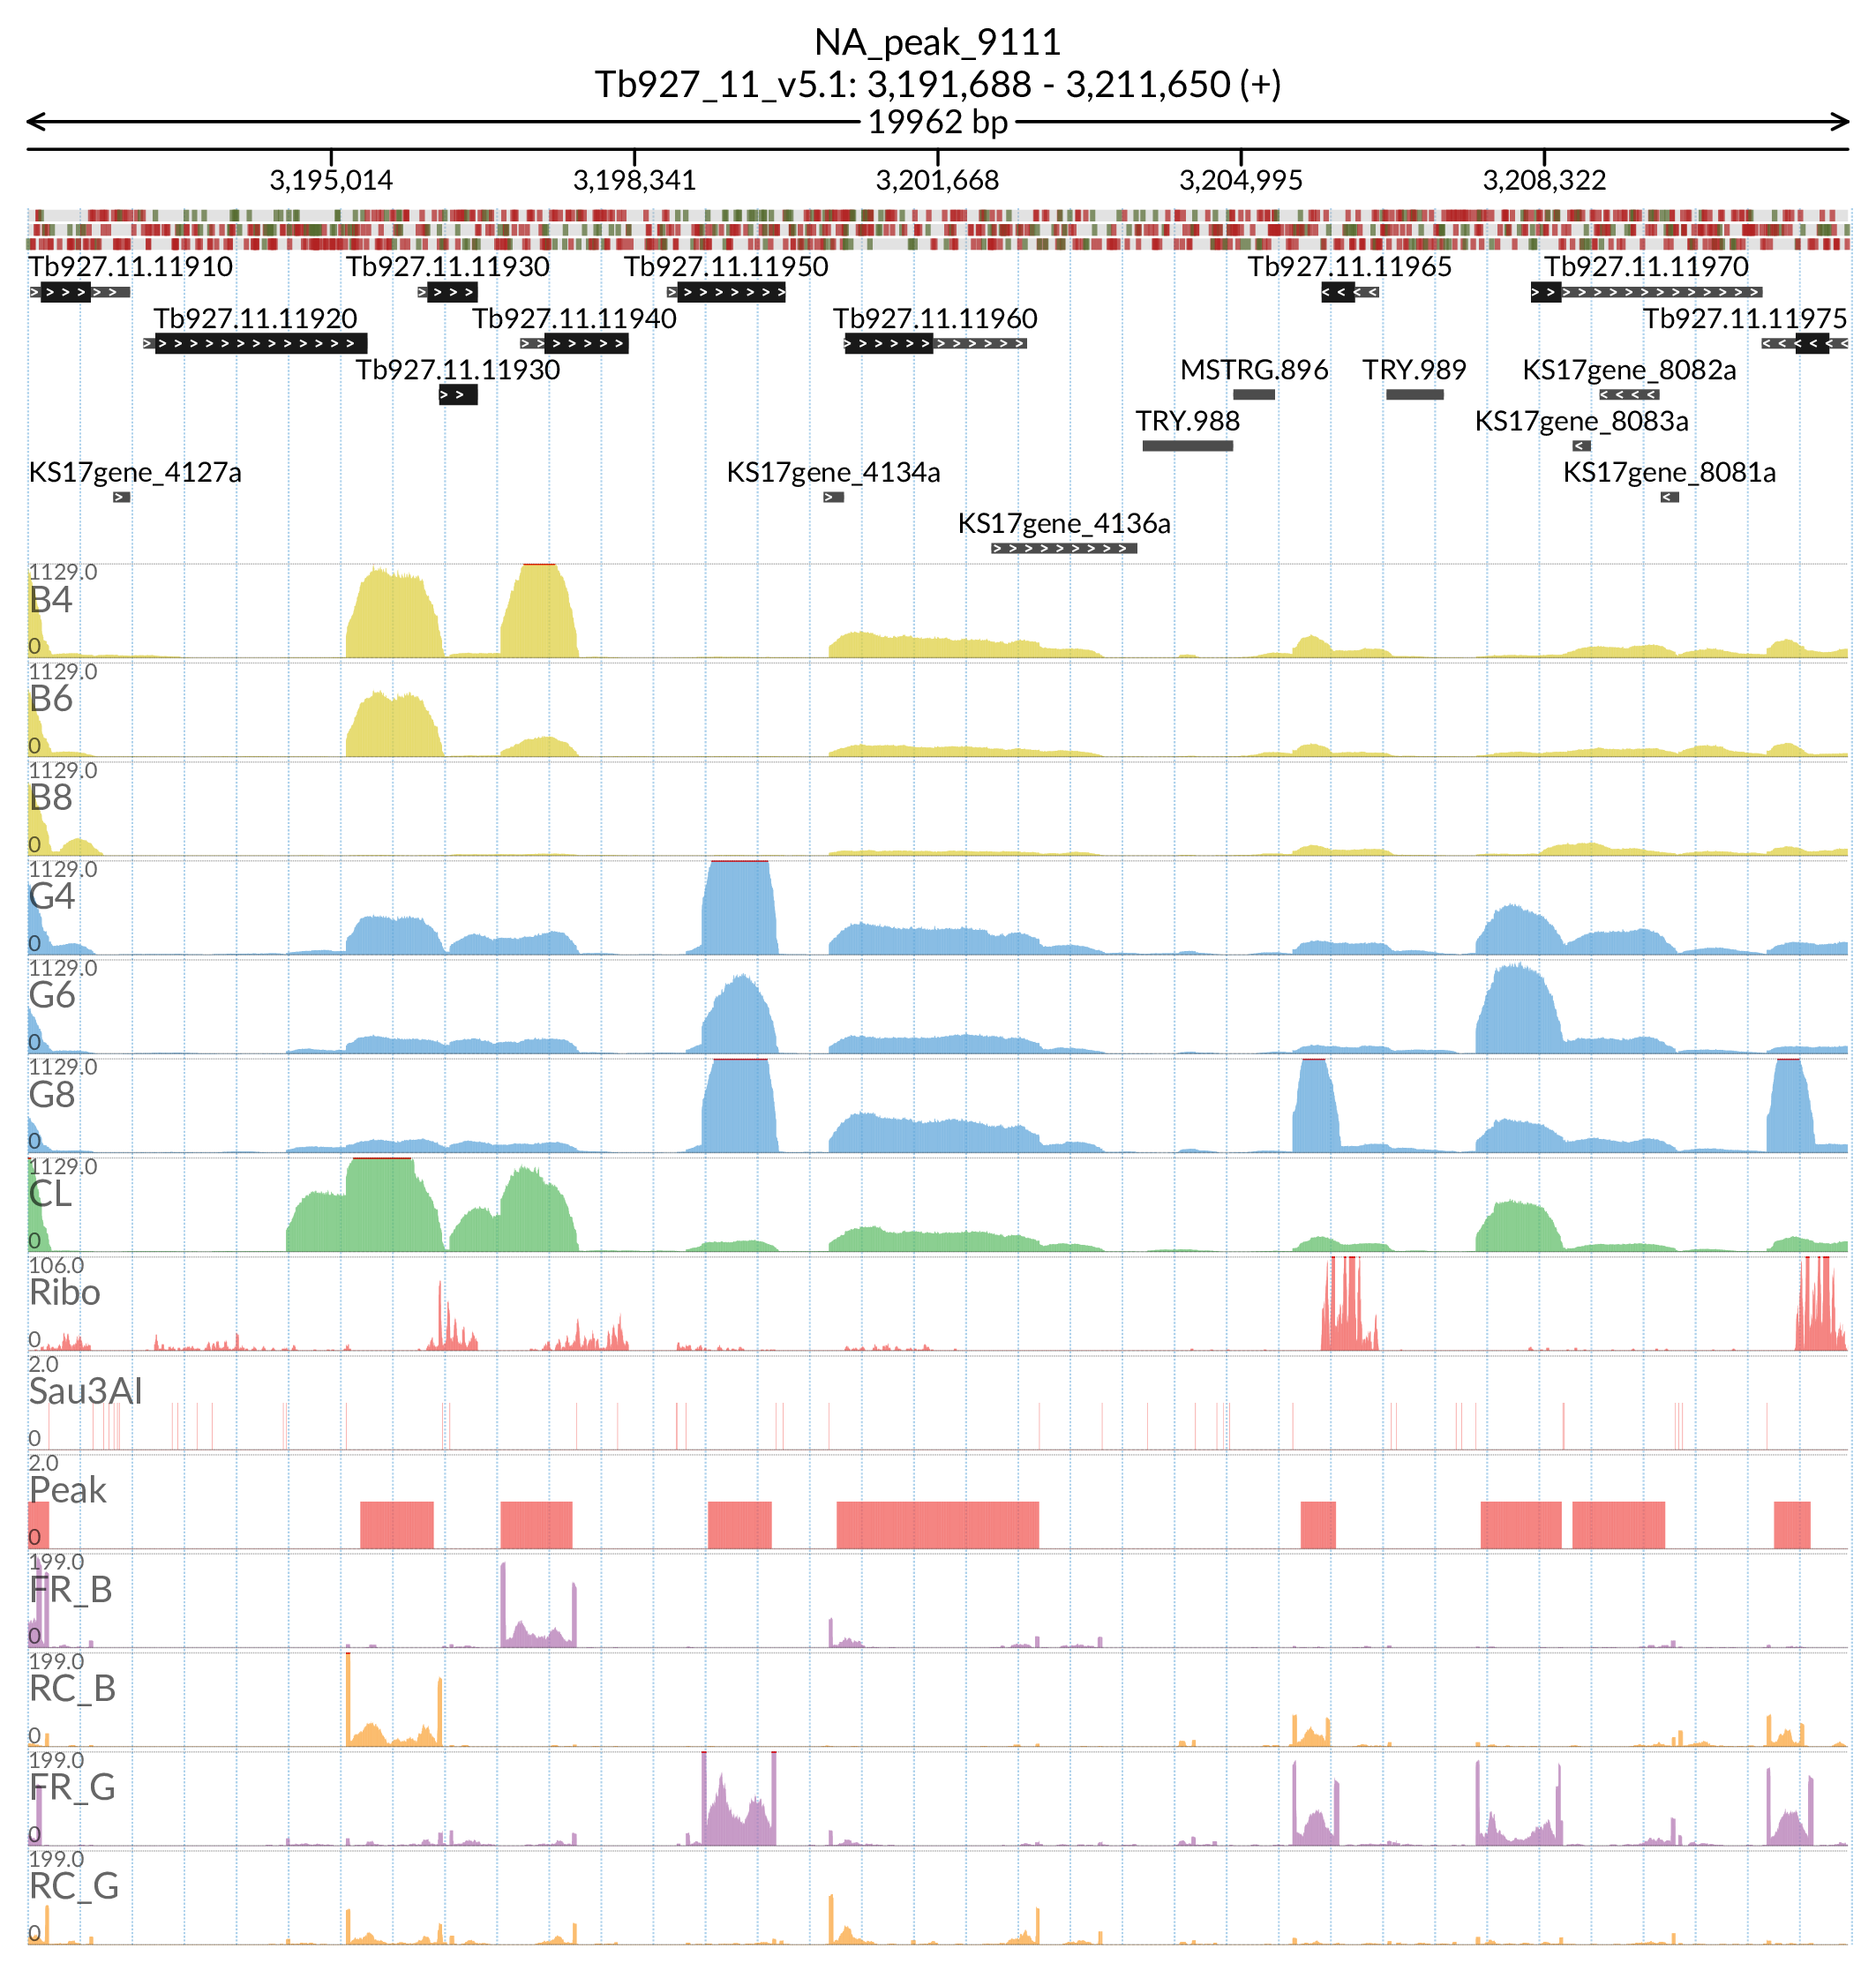 NA_peak_9111
Tb927_11_v5.1: 3,191,688 - 3,211,650 (+)
19962 bp
3,195,014 3,198,341 3,201,668 3,204,995 3,208,322
Tb927.11.11910 Tb927.11.11930 Tb927.11.11950 Tb927.11.11965 Tb927.11.11970
Tb927.11.11920 Tb927.11.11940 Tb927.11.11960 Tb927.11.11975
Tb927.11.11930 MSTRG.896 TRY.989 KS17gene_8082a
TRY.988 KS17gene_8083a
KS17gene_4127a KS17gene_4134a KS17gene_8081a
KS17gene_4136a
1129.0
B4
0
1129.0
B6
0
1129.0
B8
0
1129.0
G4
0
1129.0
G6
0
1129.0
G8
0
1129.0
CL
0
106.0
Ribo
0
2.0
Sau3AI
0
2.0
Peak
0
199.0
FR_B
0
199.0
RC_B
0
199.0
FR_G
0
199.0
RC_G
0